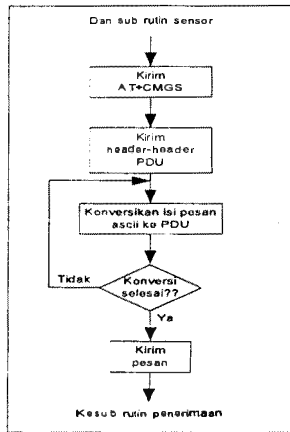 Dari sub rutin sensor
Kirim
AT+CMGS
Kirim
header-header
PDU
Konversikan isi pesan
ascii ke PDU
Tidak
Konversi
selesai??
Ya
Kirim
pesan
Kesub rutin penerimaan